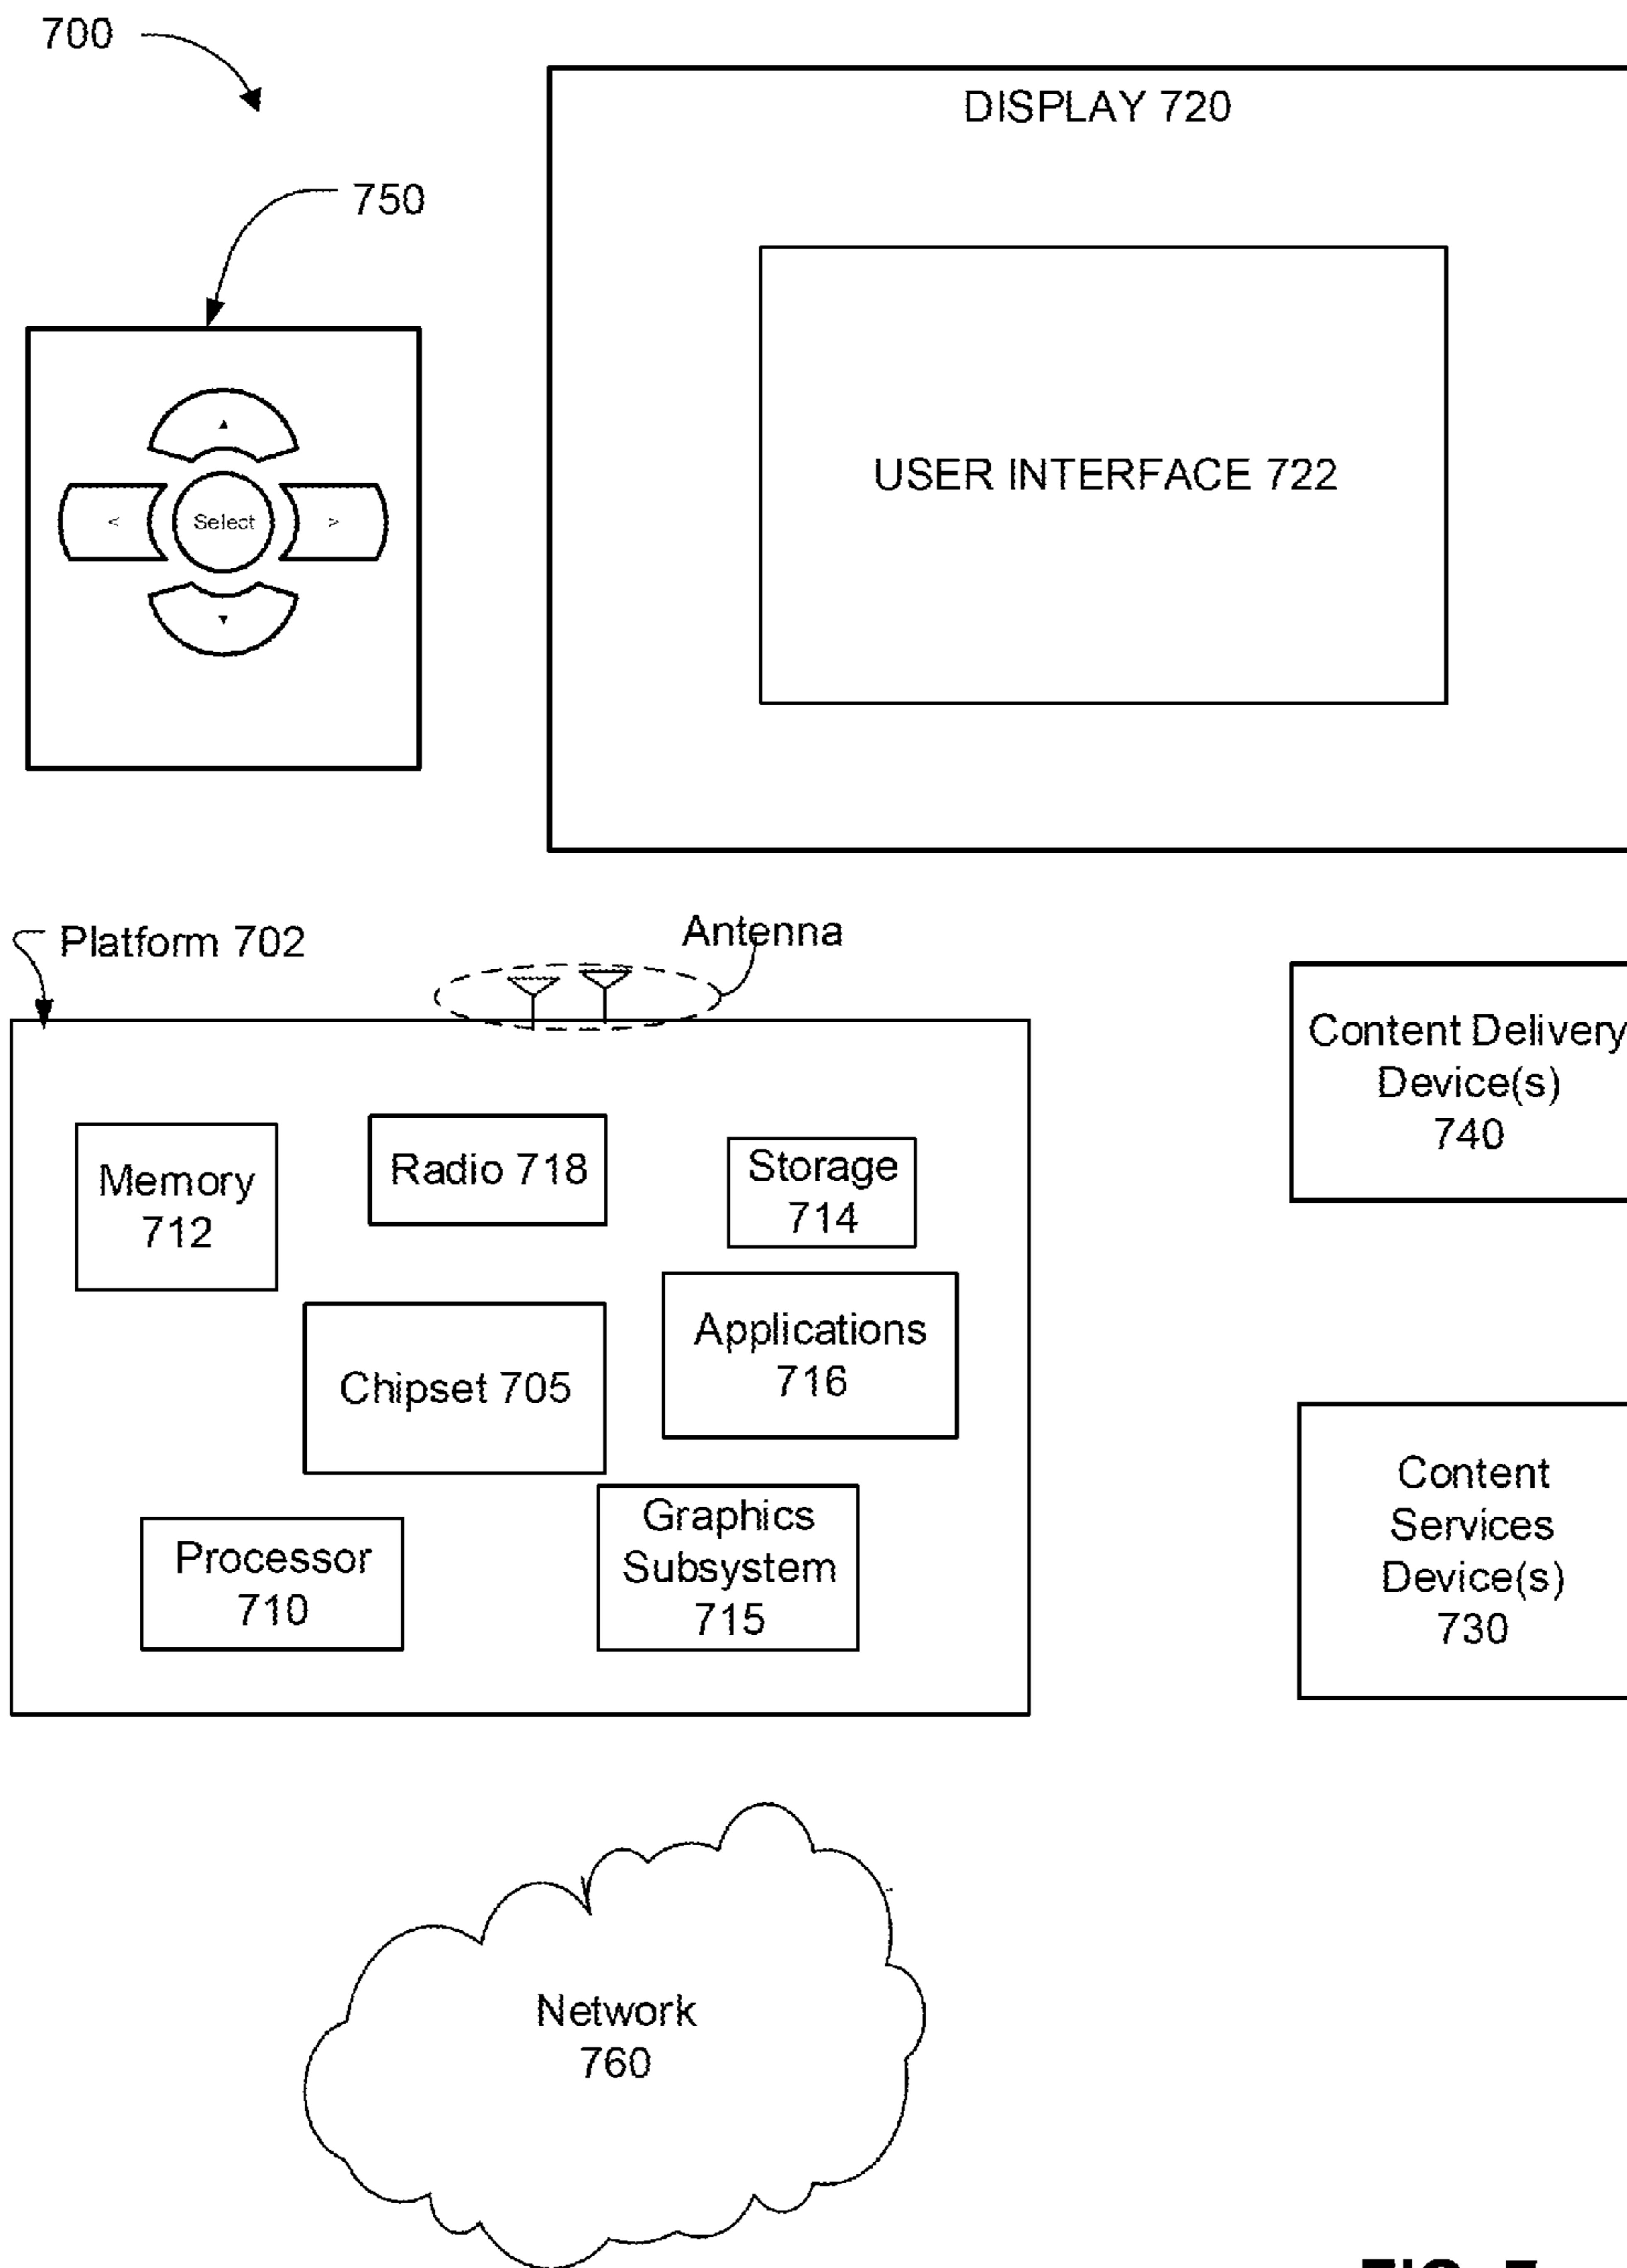 700
DISPLAY 720
750
USER INTERFACE 722
<
Select
>
Platform 702
Antenna
Content Delivery
Device(s)
740
Memory
712
Radio 718
Storage
714
Chipset 705
Applications
716
Processor
710
Graphics
Subsystem
715
Content
Services
Device(s)
730
Network
760